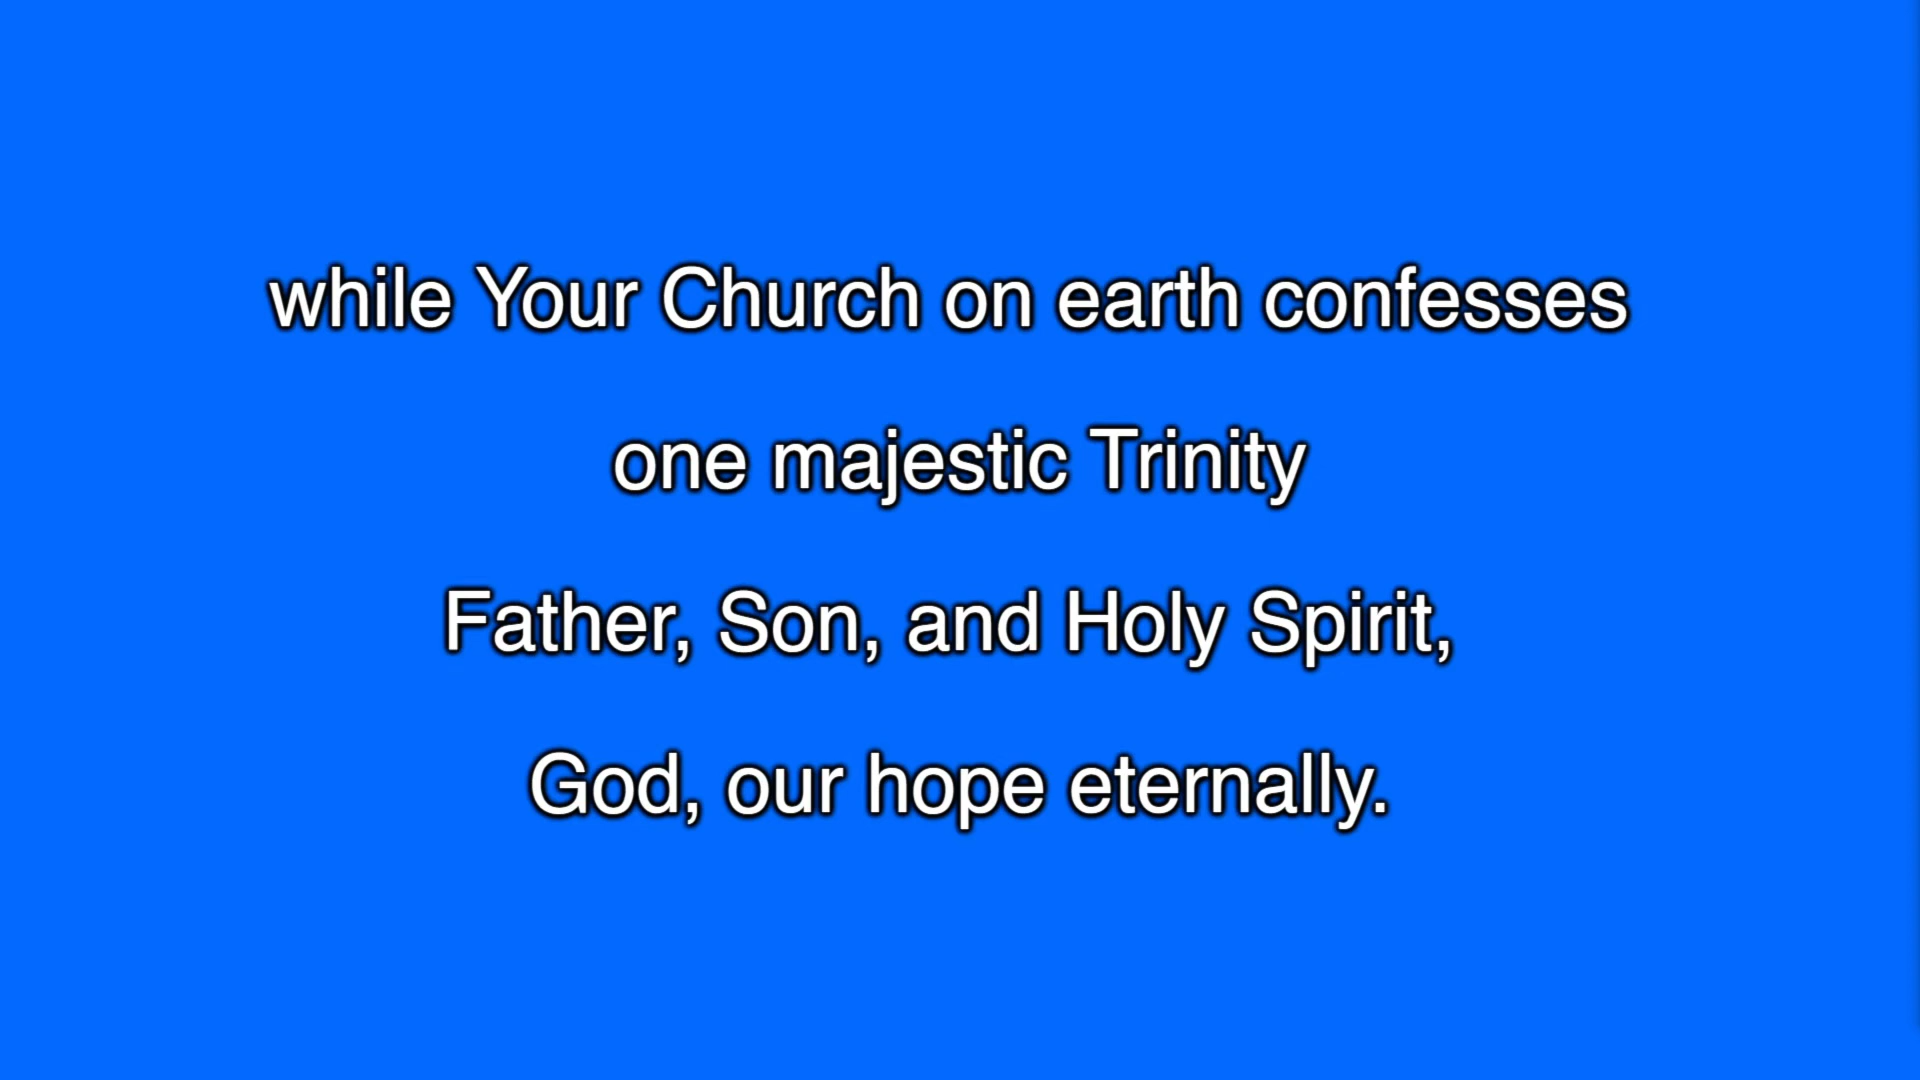 while Your Church on earth confesses
one majestic Trinity
Father, Son, and Holy Spirit,
God, our hope eternally.